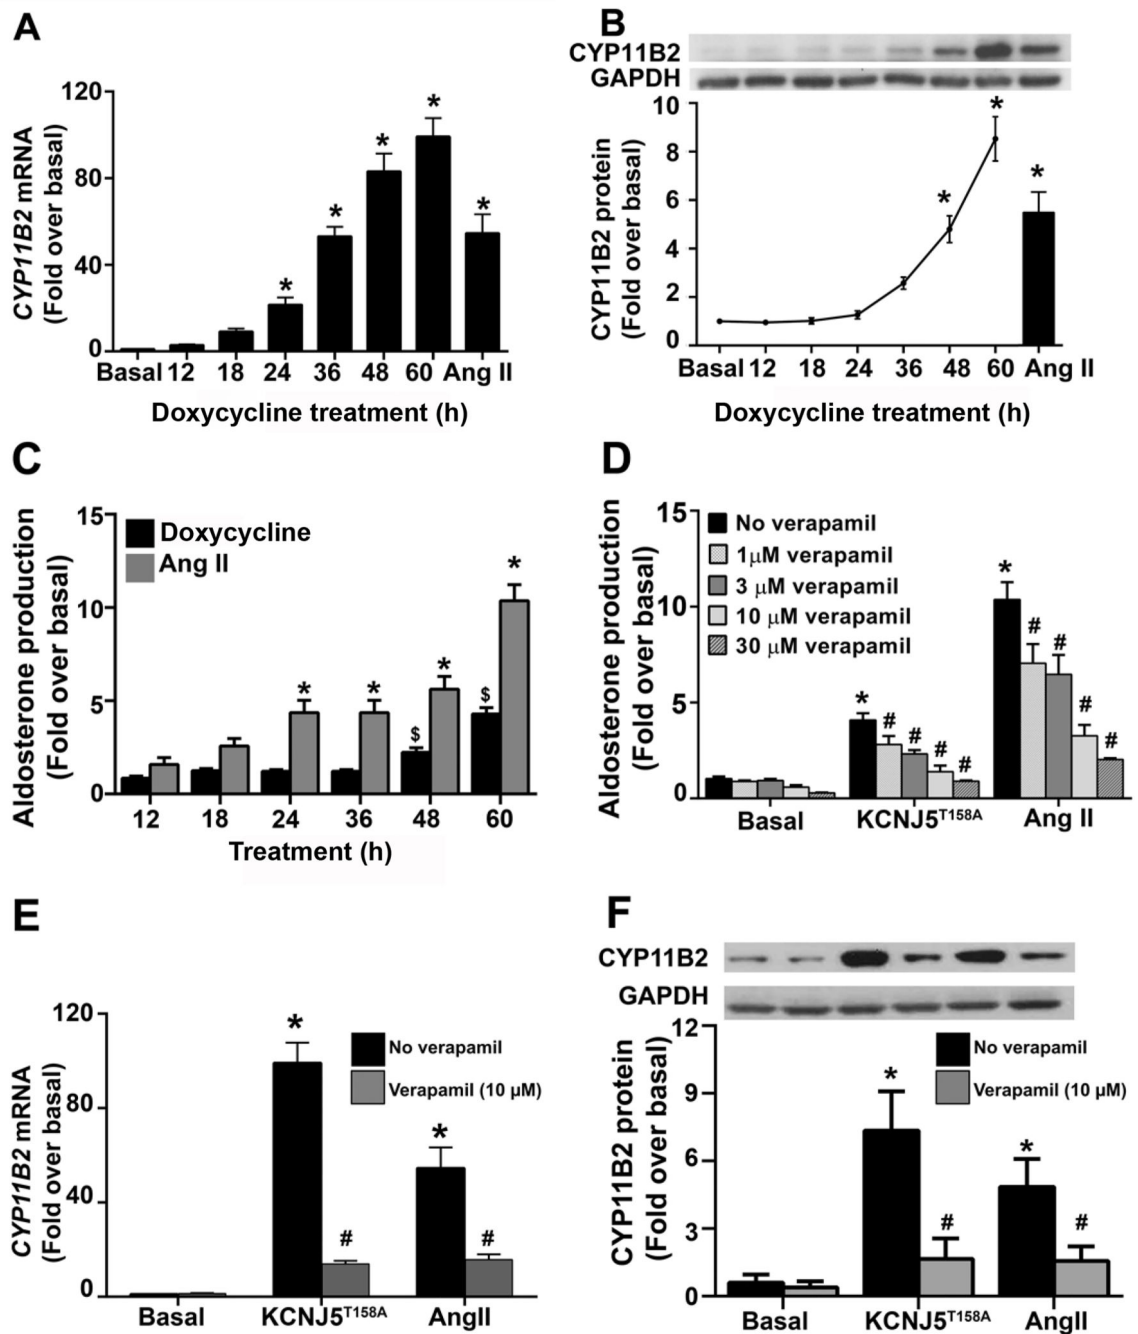 A
CYP11B2 mRNA
(Fold over basal)
120
80
40
0
*
*
*
*
*
Basal 12 18 24 36 48 60 Ang II
Doxycycline treatment (h)
B
CYP11B2
GAPDH
CYP11B2 protein
(Fold over basal)
10
8
6
4
2
0
*
*
*
Basal 12 18 24 36 48 60 Ang II
Doxycycline treatment (h)
C
Aldosterone production
(Fold over basal)
15
10
5
0
Doxycycline
Ang II
*
*
$
*
$
*
12 18 24 36 48 60
Treatment (h)
D
Aldosterone production
(Fold over basal)
15
10
5
0
No verapamil
1µM verapamil
3 µM verapamil
10 µM verapamil
30 µM verapamil
*
#
#
#
#
*
#
#
#
#
Basal KCNJ5T158A Ang II
E
CYP11B2 mRNA
(Fold over basal)
120
80
40
0
No verapamil
Verapamil (10 µM)
*
#
*
#
Basal KCNJ5T158A AngII
F
CYP11B2
GAPDH
CYP11B2 protein
(Fold over basal)
12
9
6
3
0
No verapamil
Verapamil (10 µM)
*
#
*
#
Basal KCNJ5T158A AngII